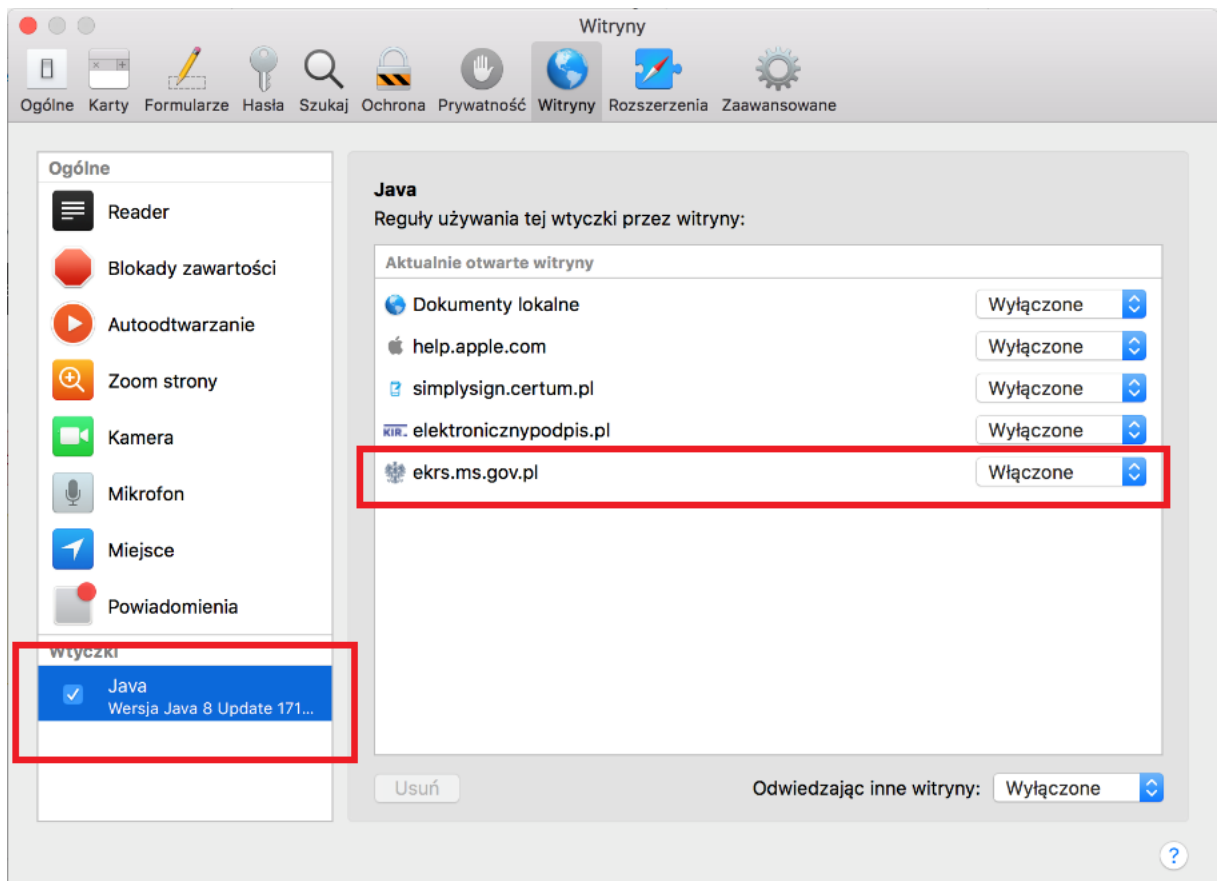 Witryny
Ogólne Karty Formularze Hasła Szukaj Ochrona Prywatność Witryny Rozszerzenia Zaawansowane
Ogólne
Reader
Blokady zawartości
Autoodtwarzanie
Zoom strony
Kamera
Mikrofon
Miejsce
Powiadomienia
Wtyczki
Java
Wersja Java 8 Update 171...
Java
Reguły używania tej wtyczki przez witryny:
Aktualnie otwarte witryny
Dokumenty lokalne Wyłączone
help.apple.com Wyłączone
simplysign.certum.pl Wyłączone
KIR. elektronicznypodpis.pl Wyłączone
ekrs.ms.gov.pl Włączone
Usuń
Odwiedzając inne witryny: Wyłączone
?